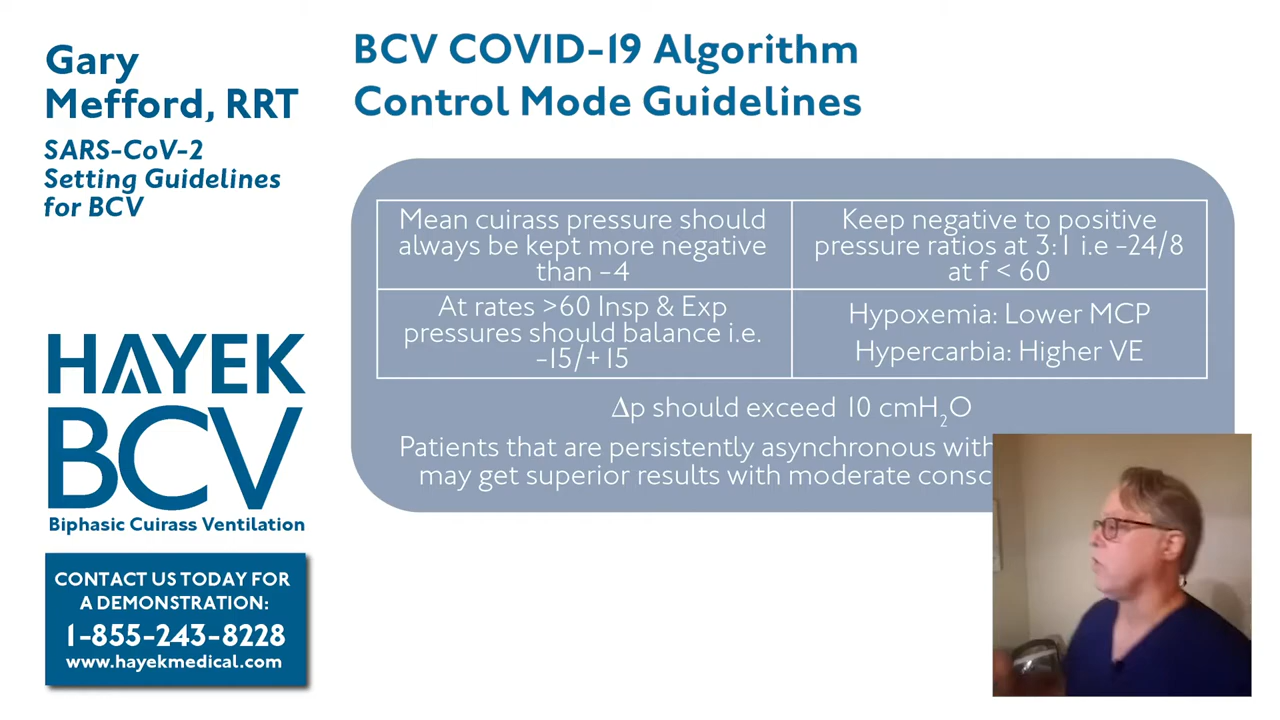 Gary
Mefford, RRT
SARS-CoV-2
Setting Guidelines
for BCV
HAYEK
BCV
Biphasic Cuirass Ventilation
CONTACT US TODAY FOR
A DEMONSTRATION:
1-855-243-8228
www.hayekmedical.com
BCV COVID-19 Algorithm
Control Mode Guidelines
Mean cuirass pressure should
always be kept more negative
than -4
Keep negative to positive
pressure ratios at 3:1 i.e -24/8
at f < 60
At rates >60 Insp & Exp
pressures should balance i.e.
-15/+15
Hypoxemia: Lower MCP
Hypercarbia: Higher VE
Δp should exceed 10 cmH₂O
Patients that are persistently asynchronous with
may get superior results with moderate